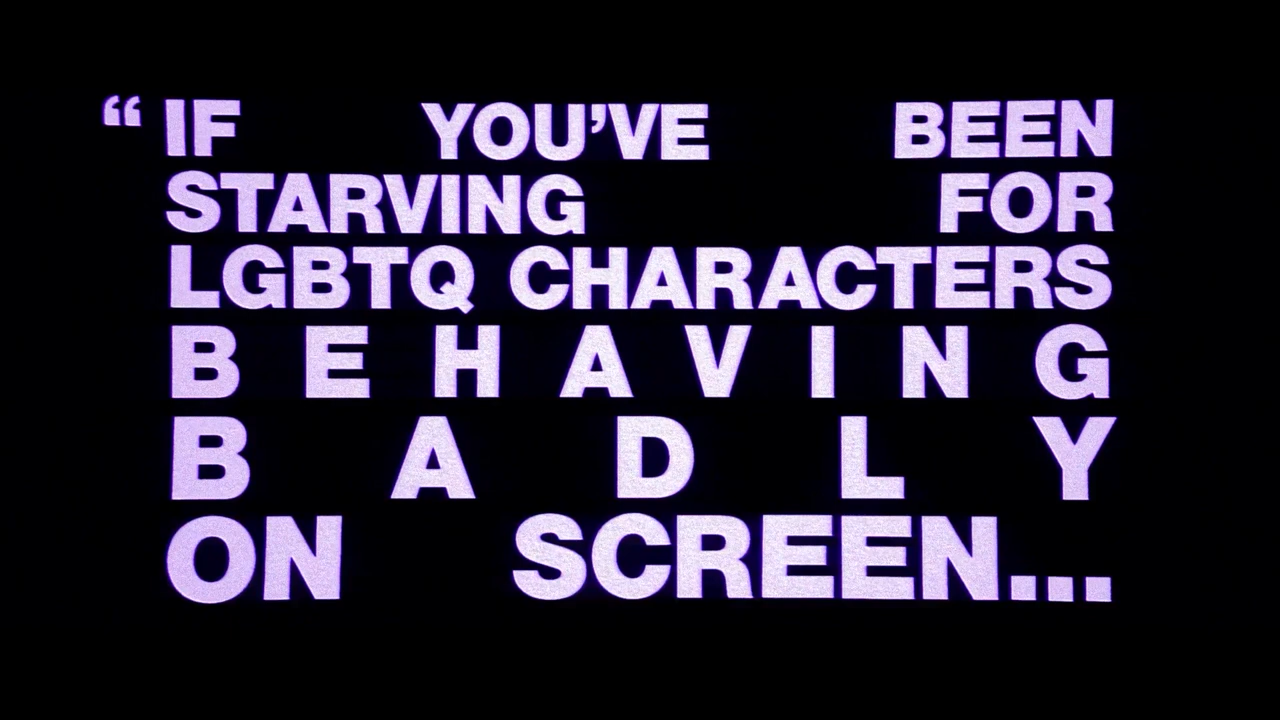 “IF YOU’VE BEEN
STARVING FOR
LGBTQ CHARACTERS
BEHAVING
BADLY
ON SCREEN...